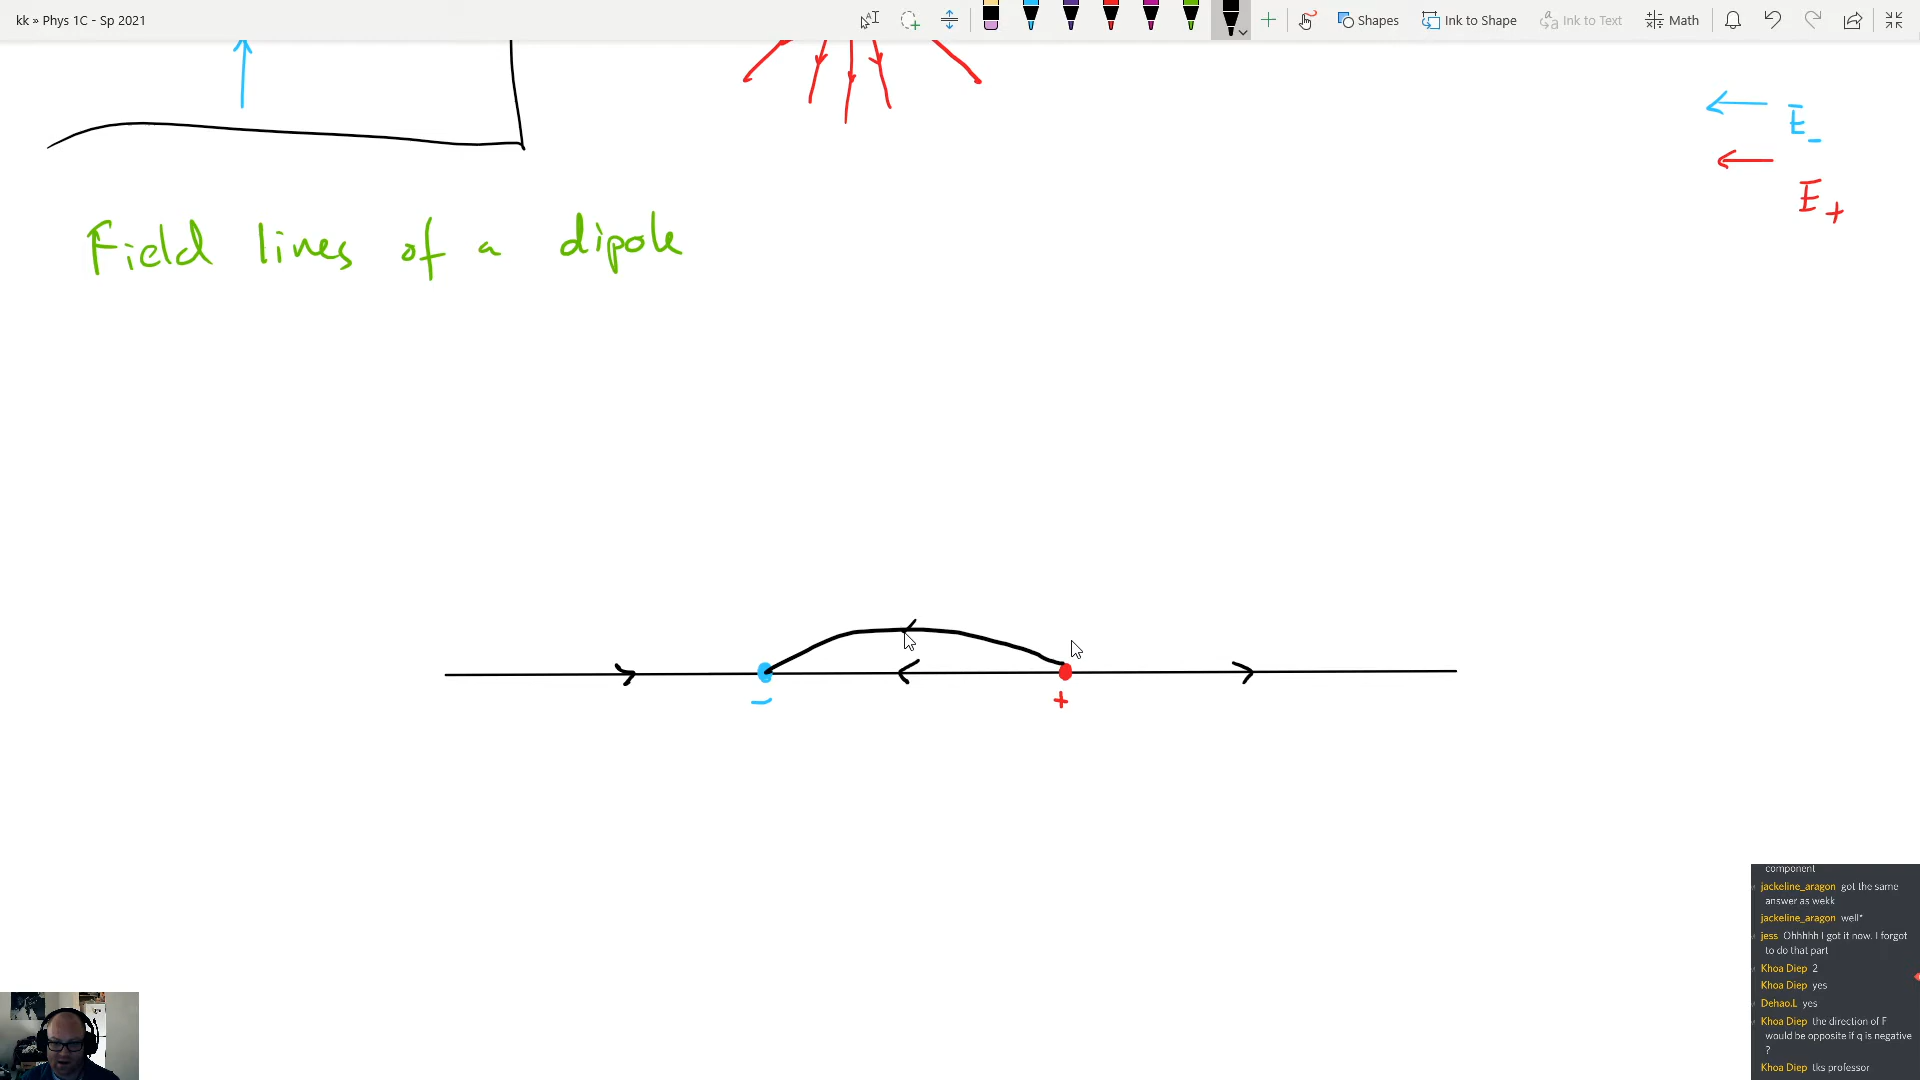 kk » Phys 1C - Sp 2021
Shapes
Ink to Shape
Ink to Text
Math
E_
E+
Field lines of a dipole
−
+
component
jackeline_aragon got the same
answer as wekk
jackeline_aragon well*
jess Ohhhhh I got it now. I forgot
to do that part
Khoa Diep 2
Khoa Diep yes
Dehao.L yes
Khoa Diep the direction of F
would be opposite if q is negative
?
Khoa Diep tks professor